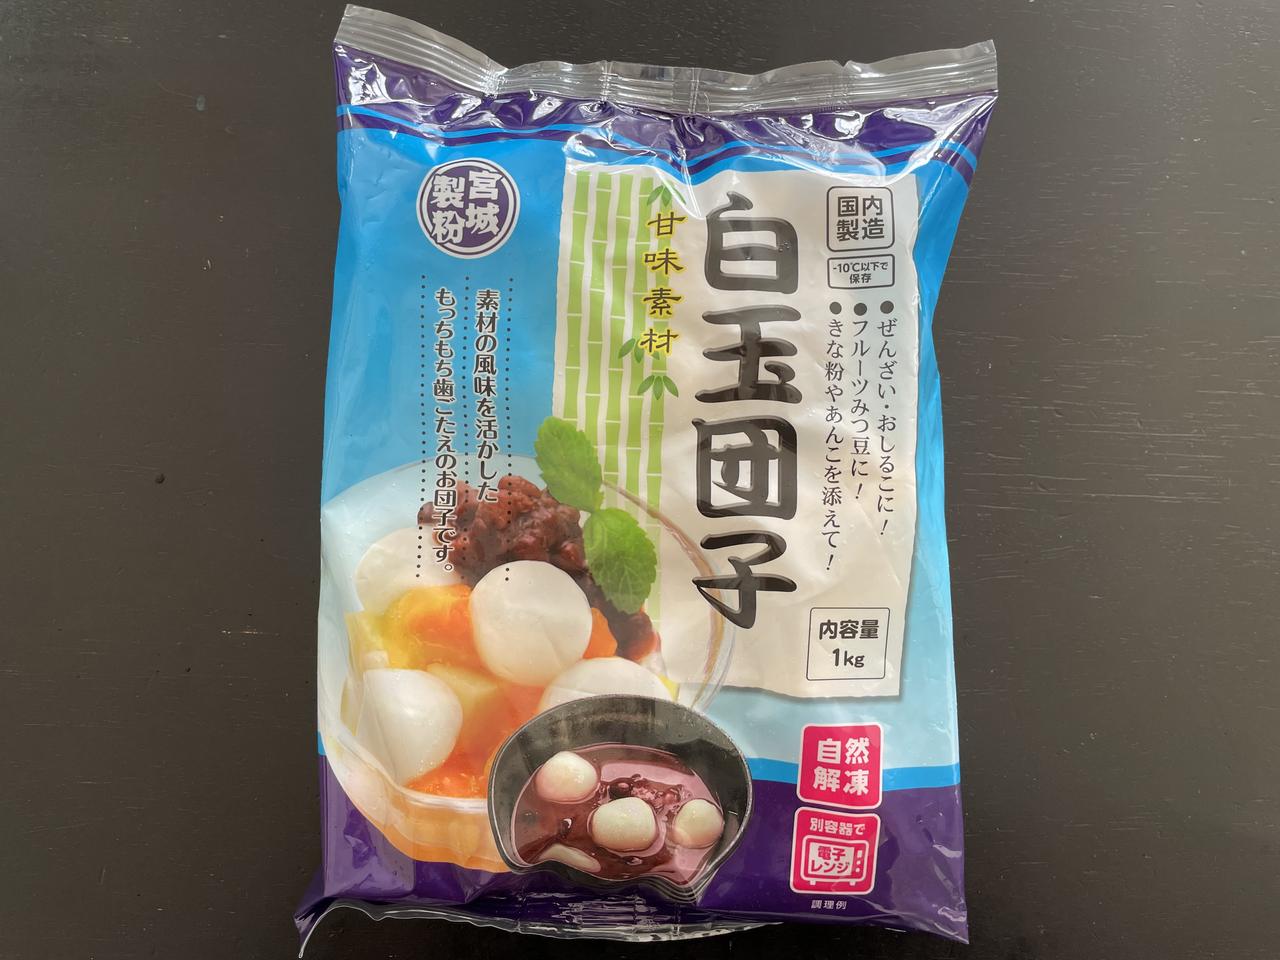 宮城
製粉
国内
製造
-10℃以下で
保存
●ぜんざい・おしるこに!
●フルーツみつ豆に!
●きな粉やあんこを添えて!
白玉団子
甘味素材
素材の風味を活かした
もっちもち歯ごたえのお団子です。
内容量
1kg
自然
解凍
別容器で
電子
レンジ
調理例